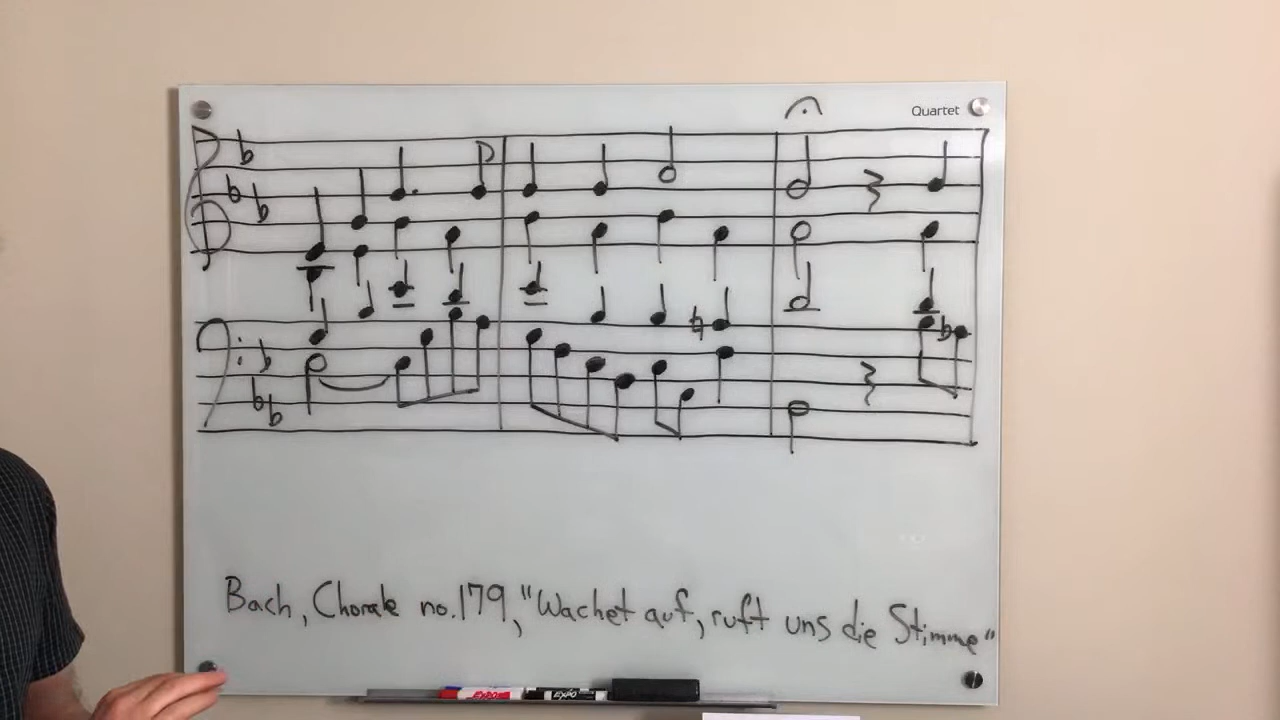 Quartet
Bach, Chorale no.179, "Wachet auf, ruft uns die Stimme"
EXPO EXPO